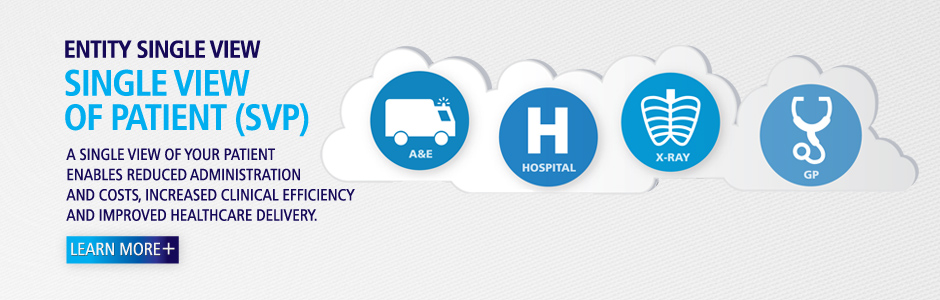 ENTITY SINGLE VIEW
SINGLE VIEW
OF PATIENT (SVP)
A SINGLE VIEW OF YOUR PATIENT
ENABLES REDUCED ADMINISTRATION
AND COSTS, INCREASED CLINICAL EFFICIENCY
AND IMPROVED HEALTHCARE DELIVERY.
LEARN MORE+
A&E
H
HOSPITAL
X-RAY
GP